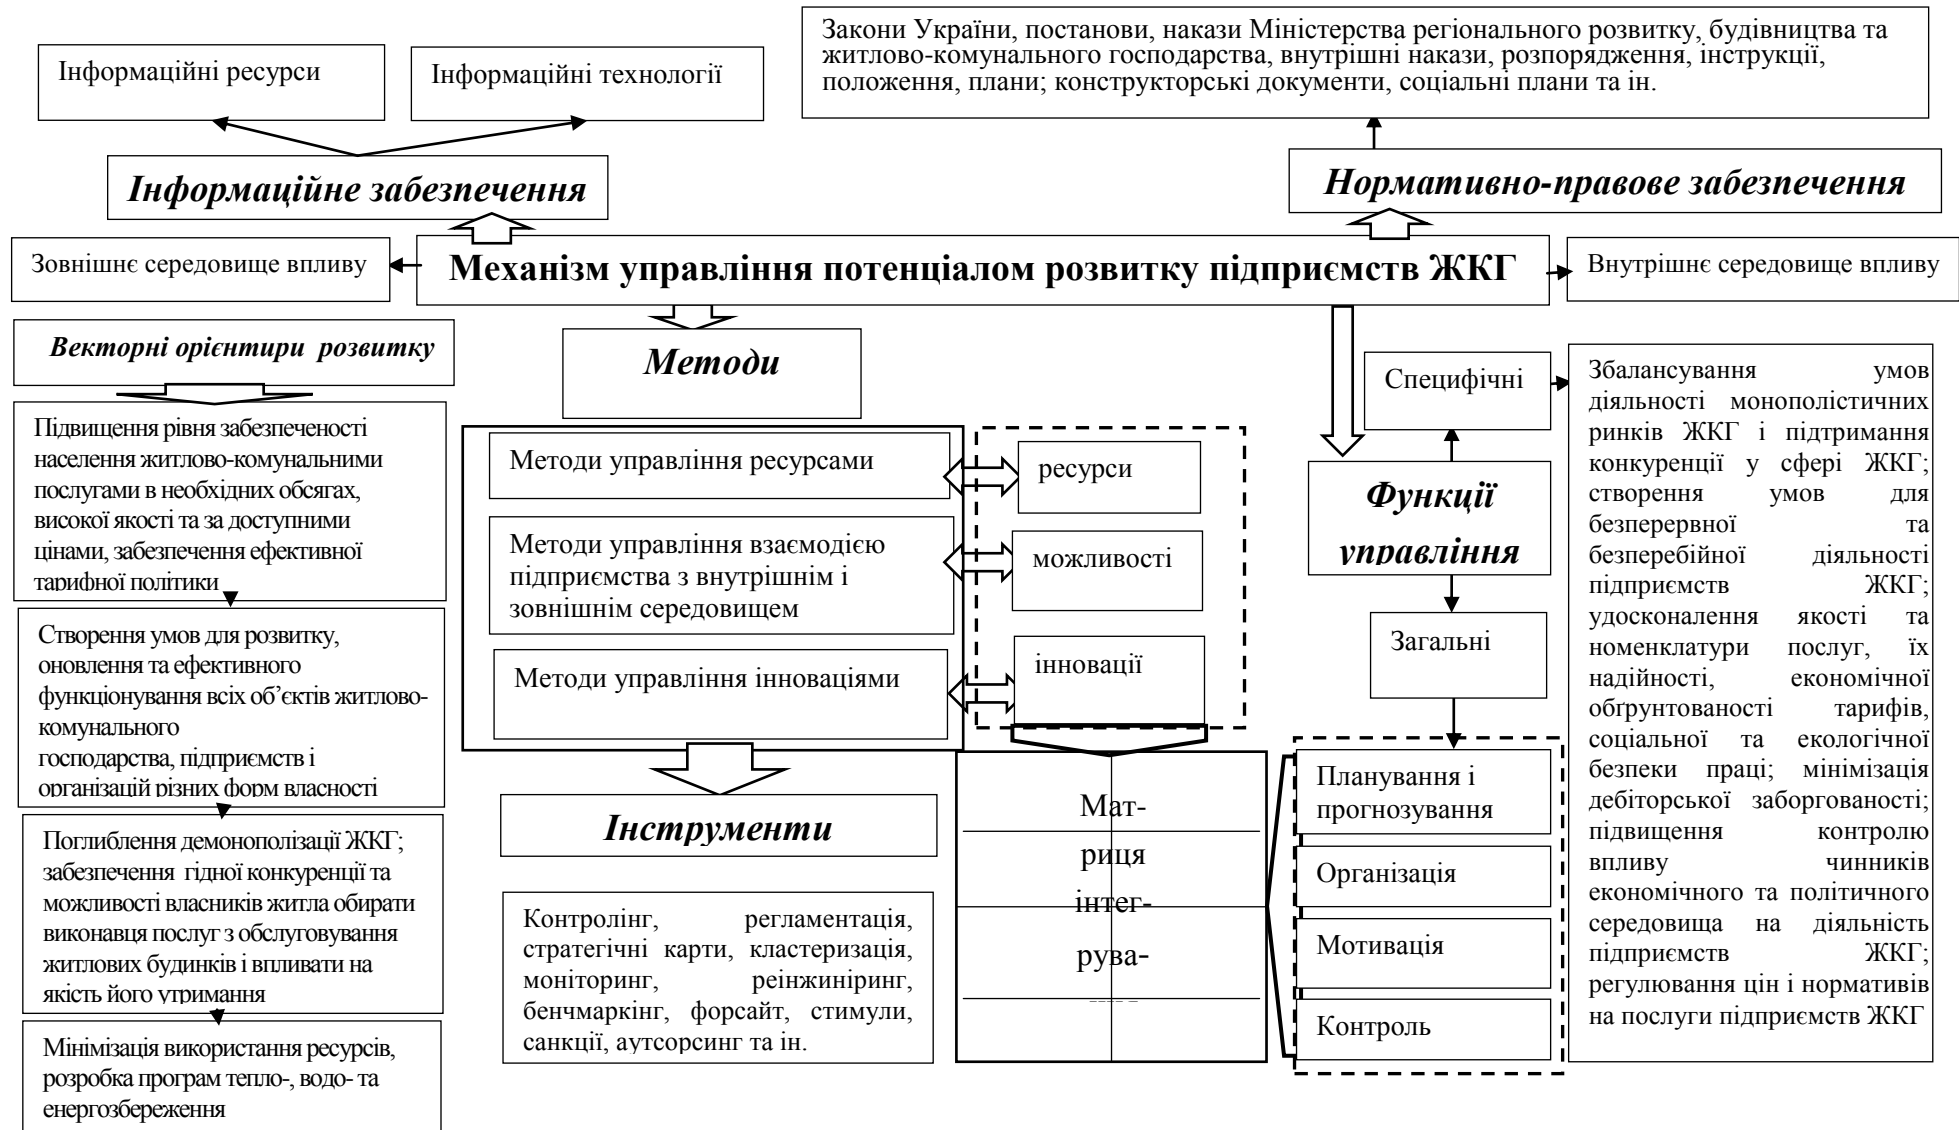 Закони України, постанови, накази Міністерства регіонального розвитку, будівництва та
житлово-комунального господарства, внутрішні накази, розпорядження, інструкції,
положення, плани; конструкторські документи, соціальні плани та ін.
Інформаційні ресурси
Інформаційні технології
Інформаційне забезпечення
Нормативно-правове забезпечення
Зовнішнє середовище впливу
Механізм управління потенціалом розвитку підприємств ЖКГ
Внутрішнє середовище впливу
Векторні орієнтири розвитку
Підвищення рівня забезпеченості
населення житлово-комунальними
послугами в необхідних обсягах,
високої якості та за доступними
цінами, забезпечення ефективної
тарифної політики
Створення умов для розвитку,
оновлення та ефективного
функціонування всіх об’єктів житлово-
комунального
господарства, підприємств і
організацій різних форм власності
Поглиблення демонополізації ЖКГ;
забезпечення гідної конкуренції та
можливості власників житла обирати
виконавця послуг з обслуговування
житлових будинків і впливати на
якість його утримання
Мінімізація використання ресурсів,
розробка програм тепло-, водо- та
енергозбереження
Методи
Методи управління ресурсами
Методи управління взаємодією
підприємства з внутрішнім і
зовнішнім середовищем
Методи управління інноваціями
ресурси
можливості
інновації
Інструменти
Контролінг, регламентація,
стратегічні карти, кластеризація,
моніторинг, реінжиніринг,
бенчмаркінг, форсайт, стимули,
санкції, аутсорсинг та ін.
Мат-
риця
інтег-
рува-
Функції
управління
Специфічні
Загальні
Планування і
прогнозування
Організація
Мотивація
Контроль
Збалансування умов
діяльності монополістичних
ринків ЖКГ і підтримання
конкуренції у сфері ЖКГ;
створення умов для
безперервної та
безперебійної діяльності
підприємств ЖКГ;
удосконалення якості та
номенклатури послуг, їх
надійності, економічної
обґрунтованості тарифів,
соціальної та екологічної
безпеки праці; мінімізація
дебіторської заборгованості;
підвищення контролю
впливу чинників
економічного та політичного
середовища на діяльність
підприємств ЖКГ;
регулювання цін і нормативів
на послуги підприємств ЖКГ